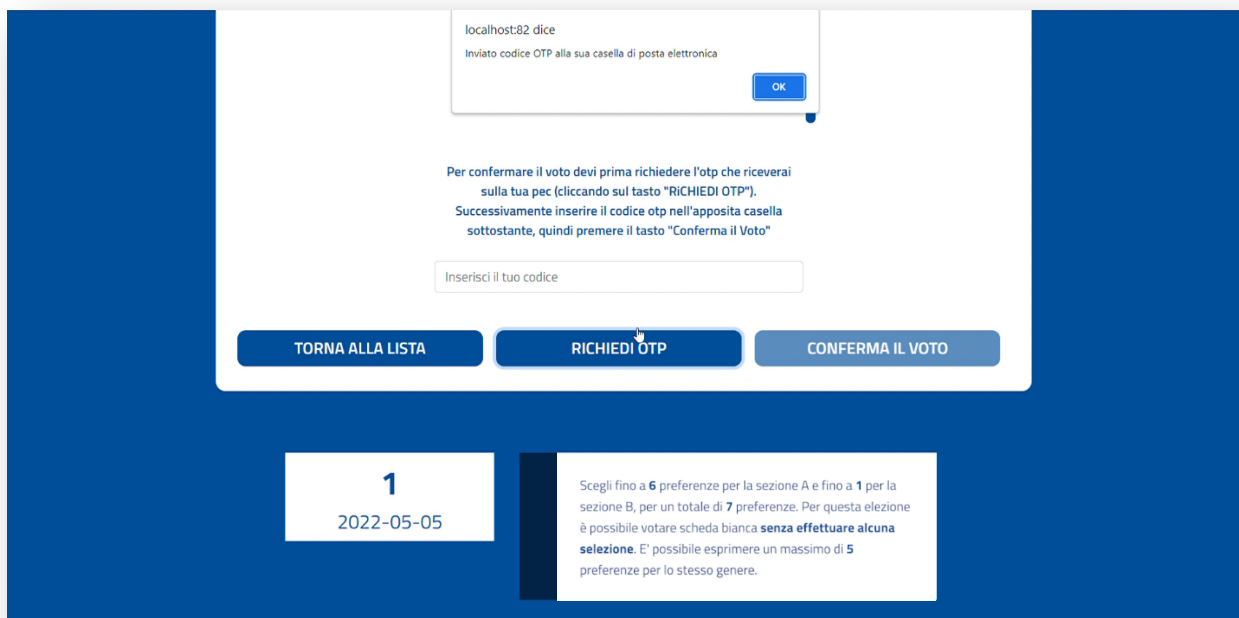 localhost:82 dice
Inviato codice OTP alla sua casella di posta elettronica
OK
Per confermare il voto devi prima richiedere l'otp che riceverai
sulla tua pec (cliccando sul tasto "RiCHIEDI OTP").
Successivamente inserire il codice otp nell'apposita casella
sottostante, quindi premere il tasto "Conferma il Voto"
Inserisci il tuo codice
TORNA ALLA LISTA
RICHIEDI OTP
CONFERMA IL VOTO
1
2022-05-05
Scegli fino a 6 preferenze per la sezione A e fino a 1 per la
sezione B, per un totale di 7 preferenze. Per questa elezione
è possibile votare scheda bianca senza effettuare alcuna
selezione. E' possibile esprimere un massimo di 5
preferenze per lo stesso genere.